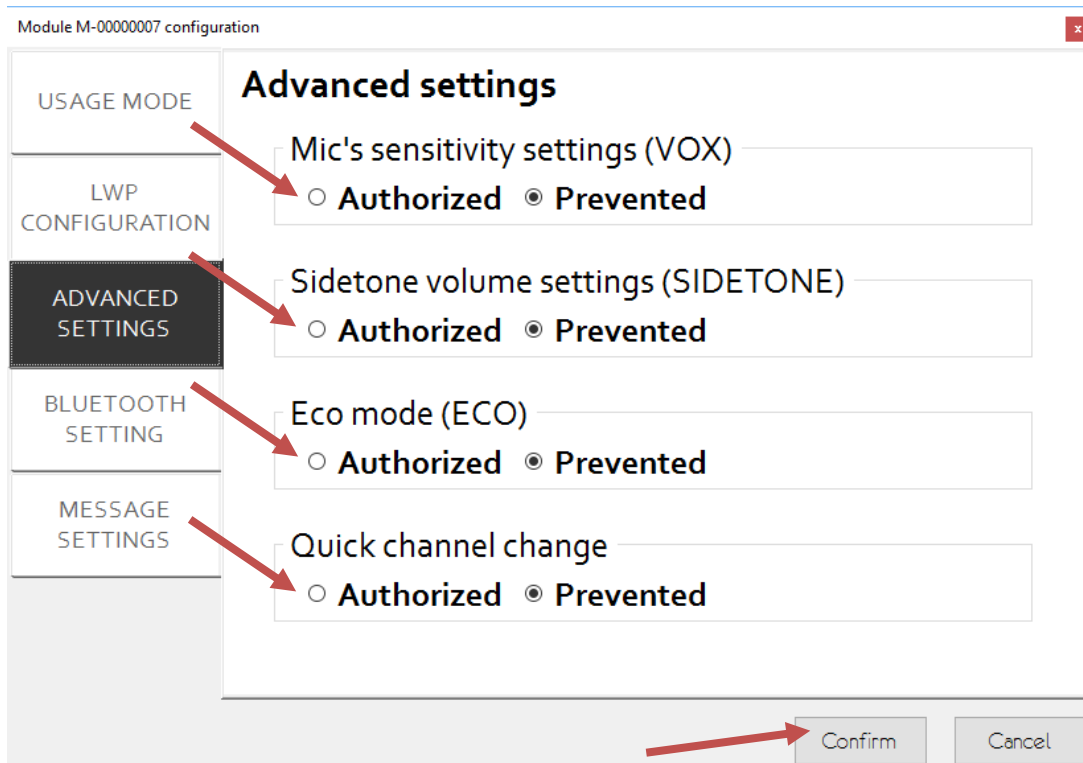 Module M-00000007 configuration
x
USAGE MODE
LWP
CONFIGURATION
ADVANCED
SETTINGS
BLUETOOTH
SETTING
MESSAGE
SETTINGS
Advanced settings
Mic's sensitivity settings (VOX)
Authorized Prevented
Sidetone volume settings (SIDETONE)
Authorized Prevented
Eco mode (ECO)
Authorized Prevented
Quick channel change
Authorized Prevented
Confirm Cancel